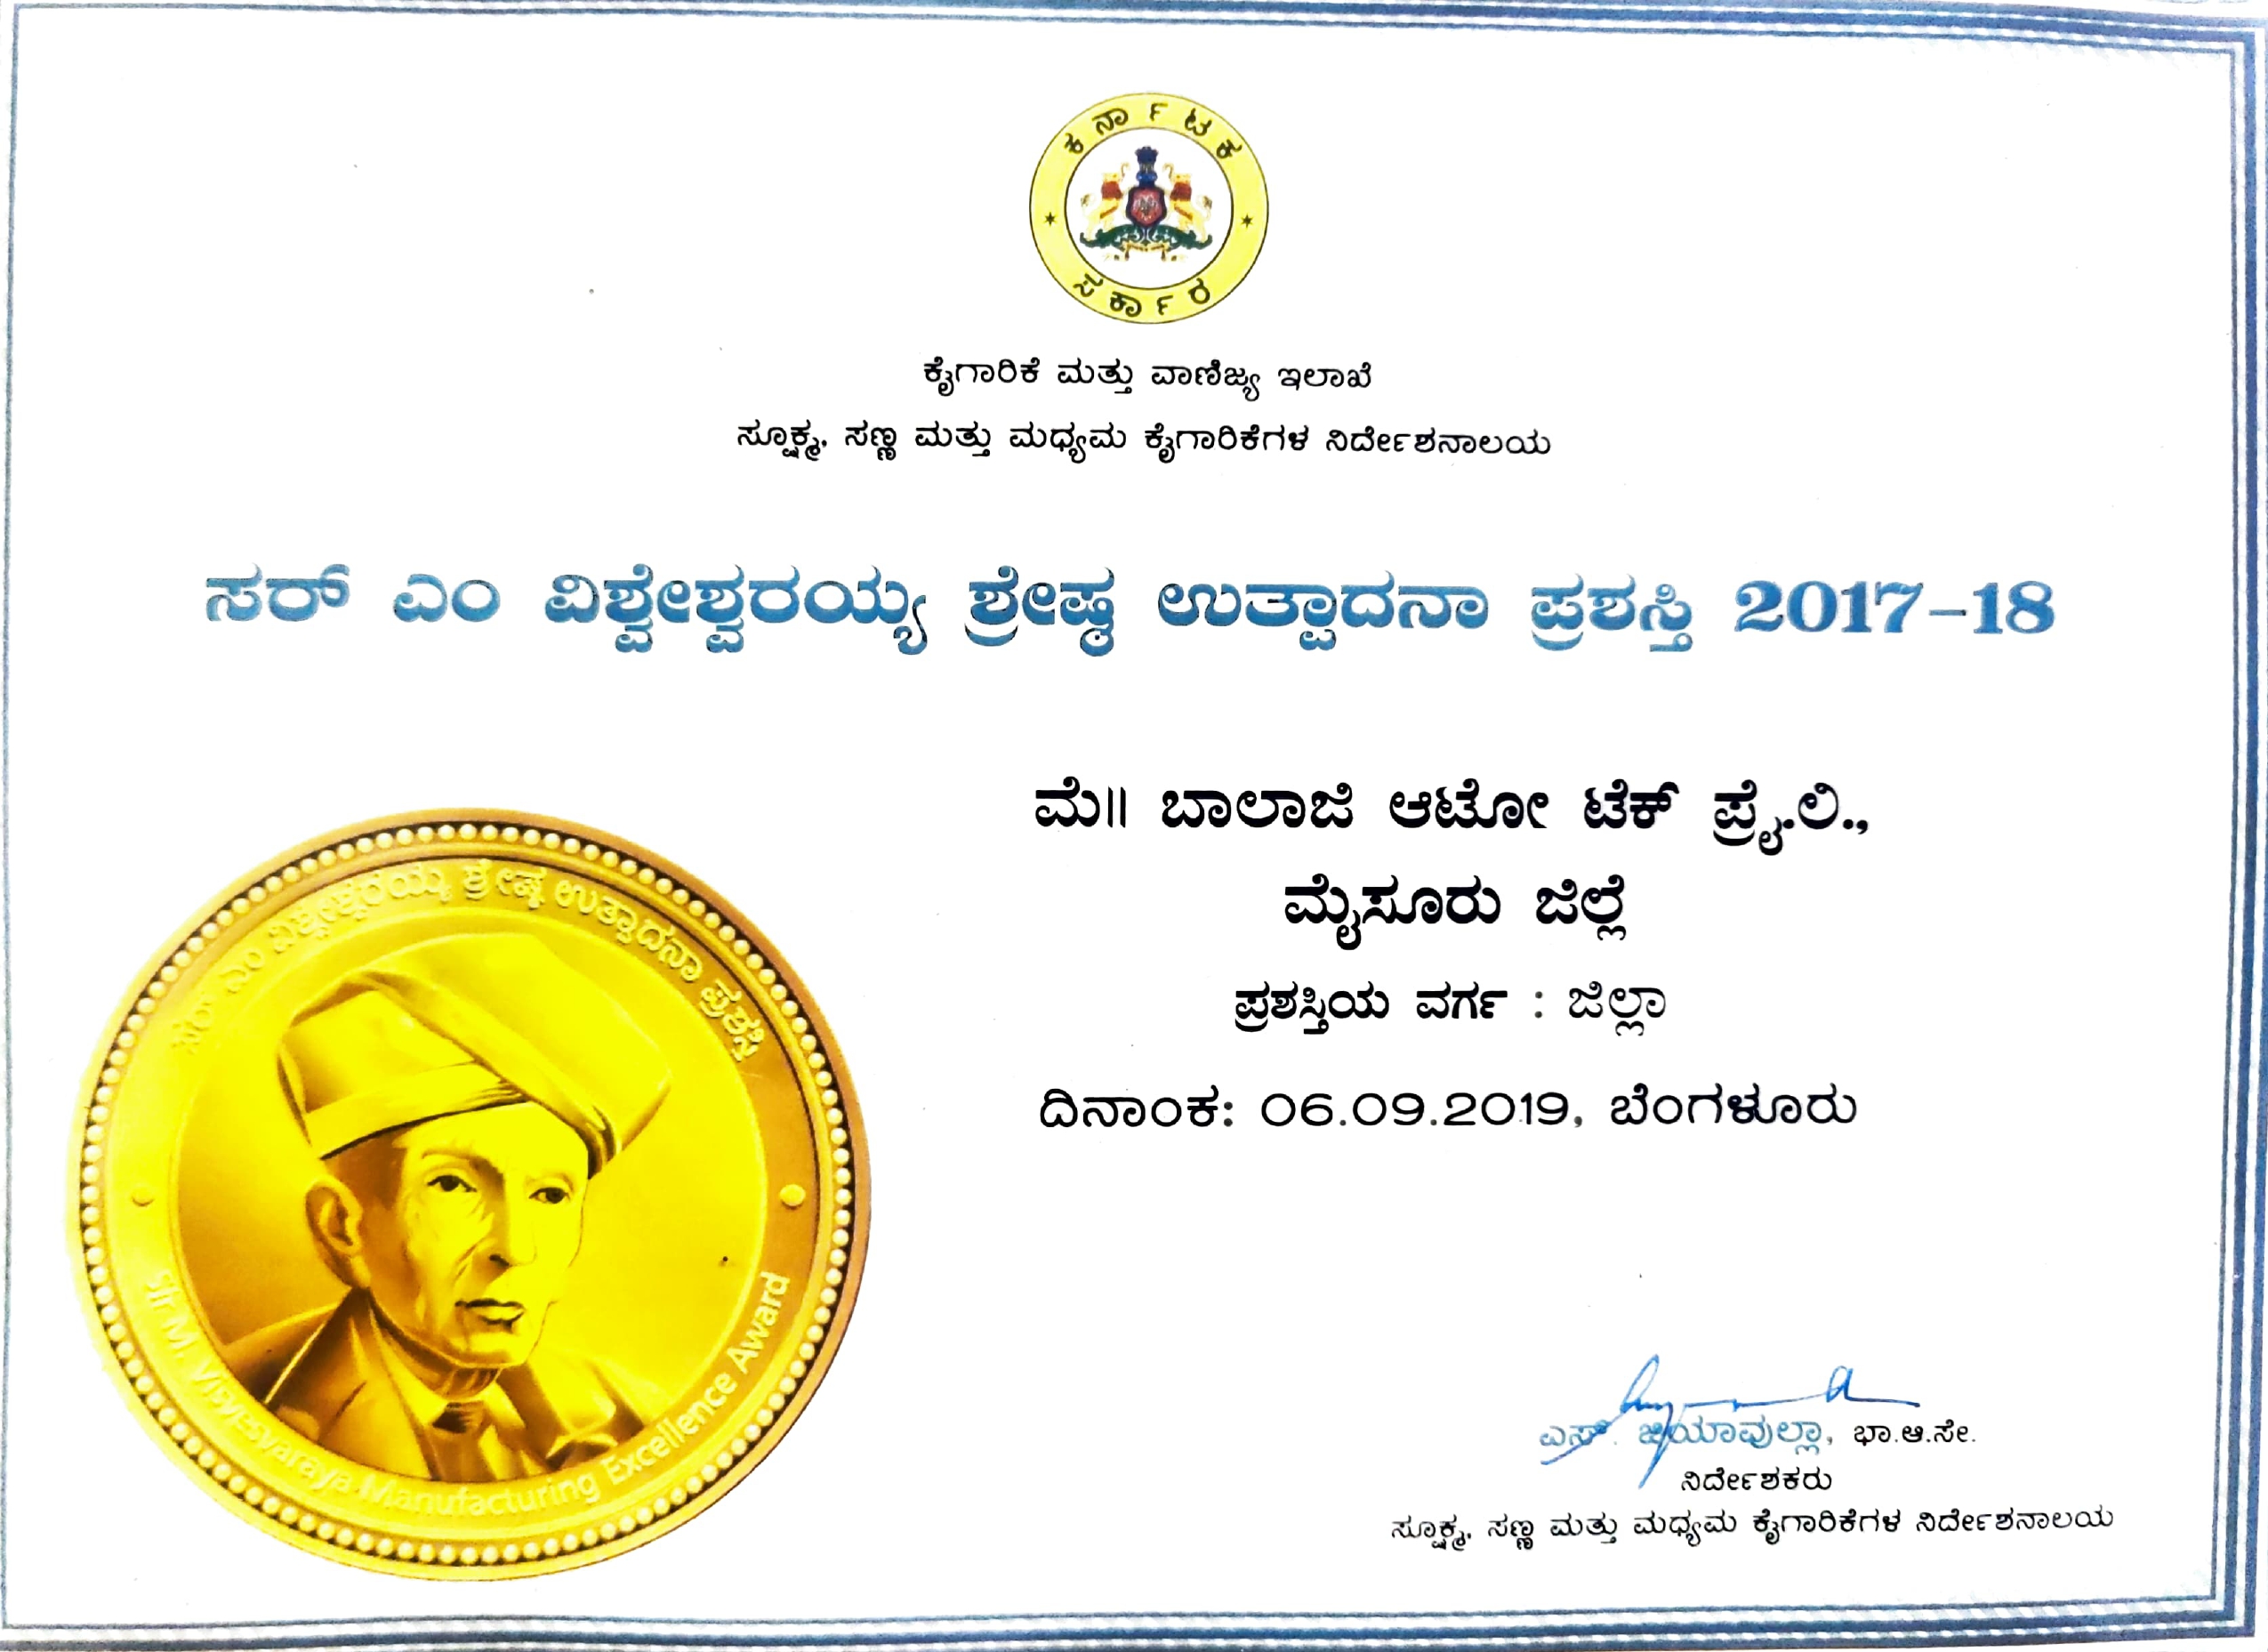 ಕರ್ನಾಟಕ
ಸರ್ಕಾರ
ಕೈಗಾರಿಕೆ ಮತ್ತು ವಾಣಿಜ್ಯ ಇಲಾಖೆ
ಸೂಕ್ಷ್ಮ, ಸಣ್ಣ ಮತ್ತು ಮಧ್ಯಮ ಕೈಗಾರಿಕೆಗಳ ನಿರ್ದೇಶನಾಲಯ
ಸರ್ ಎಂ ವಿಶ್ವೇಶ್ವರಯ್ಯ ಶ್ರೇಷ್ಠ ಉತ್ಪಾದನಾ ಪ್ರಶಸ್ತಿ 2017-18
ಮೆ॥ ಬಾಲಾಜಿ ಆಟೋ ಟೆಕ್ ಪ್ರೈ.ಲಿ.,
ಮೈಸೂರು ಜಿಲ್ಲೆ
ಪ್ರಶಸ್ತಿಯ ವರ್ಗ : ಜಿಲ್ಲಾ
ದಿನಾಂಕ: 06.09.2019, ಬೆಂಗಳೂರು
ಸರ್ ಎಂ ವಿಶ್ವೇಶ್ವರಯ್ಯ ಶ್ರೇಷ್ಠ ಉತ್ಪಾದನಾ ಪ್ರಶಸ್ತಿ
Sir M. Visvesvaraya Manufacturing Excellence Award
ಎಸ್. ಜಿಯಾವುಲ್ಲಾ, ಭಾ.ಆ.ಸೇ.
ನಿರ್ದೇಶಕರು
ಸೂಕ್ಷ್ಮ, ಸಣ್ಣ ಮತ್ತು ಮಧ್ಯಮ ಕೈಗಾರಿಕೆಗಳ ನಿರ್ದೇಶನಾಲಯ